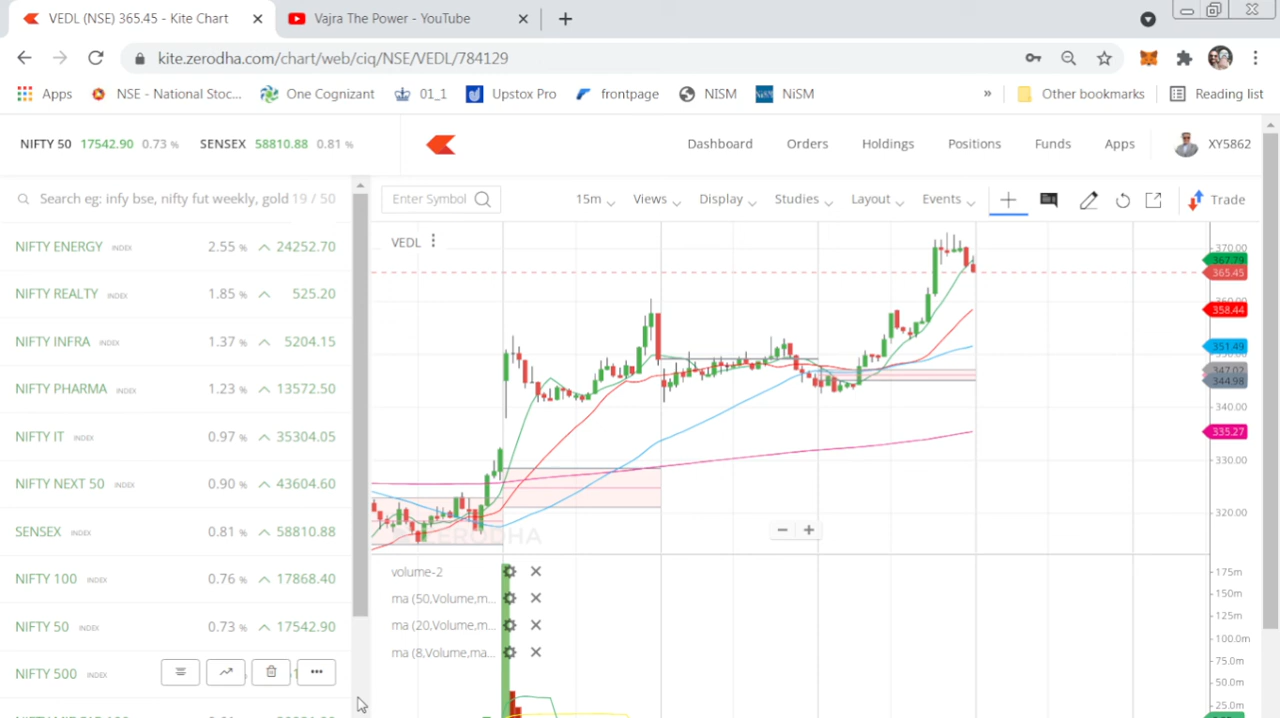 VEDL (NSE) 365.45 - Kite Chart
Vajra The Power - YouTube
kite.zerodha.com/chart/web/ciq/NSE/VEDL/784129
Apps
NSE - National Stoc...
One Cognizant
01_1
Upstox Pro
frontpage
NISM
NiSM
»
Other bookmarks
Reading list
NIFTY 50 17542.90 0.73 %
SENSEX 58810.88 0.81 %
Dashboard
Orders
Holdings
Positions
Funds
Apps
XY5862
Search eg: infy bse, nifty fut weekly, gold 19 / 50
Enter Symbol
15m
Views
Display
Studies
Layout
Events
Trade
NIFTY ENERGY INDEX 2.55 % 24252.70
NIFTY REALTY INDEX 1.85 % 525.20
NIFTY INFRA INDEX 1.37 % 5204.15
NIFTY PHARMA INDEX 1.23 % 13572.50
NIFTY IT INDEX 0.97 % 35304.05
NIFTY NEXT 50 INDEX 0.90 % 43604.60
SENSEX INDEX 0.81 % 58810.88
NIFTY 100 INDEX 0.76 % 17868.40
NIFTY 50 INDEX 0.73 % 17542.90
NIFTY 500 INDEX
VEDL
370.00
367.79
365.45
358.44
351.49
347.02
344.98
340.00
335.27
330.00
320.00
ZERODHA
volume-2
ma (50,Volume,m...
ma (20,Volume,m...
ma (8,Volume,ma...
175m
150m
125m
100.0m
75.0m
50.0m
25.0m